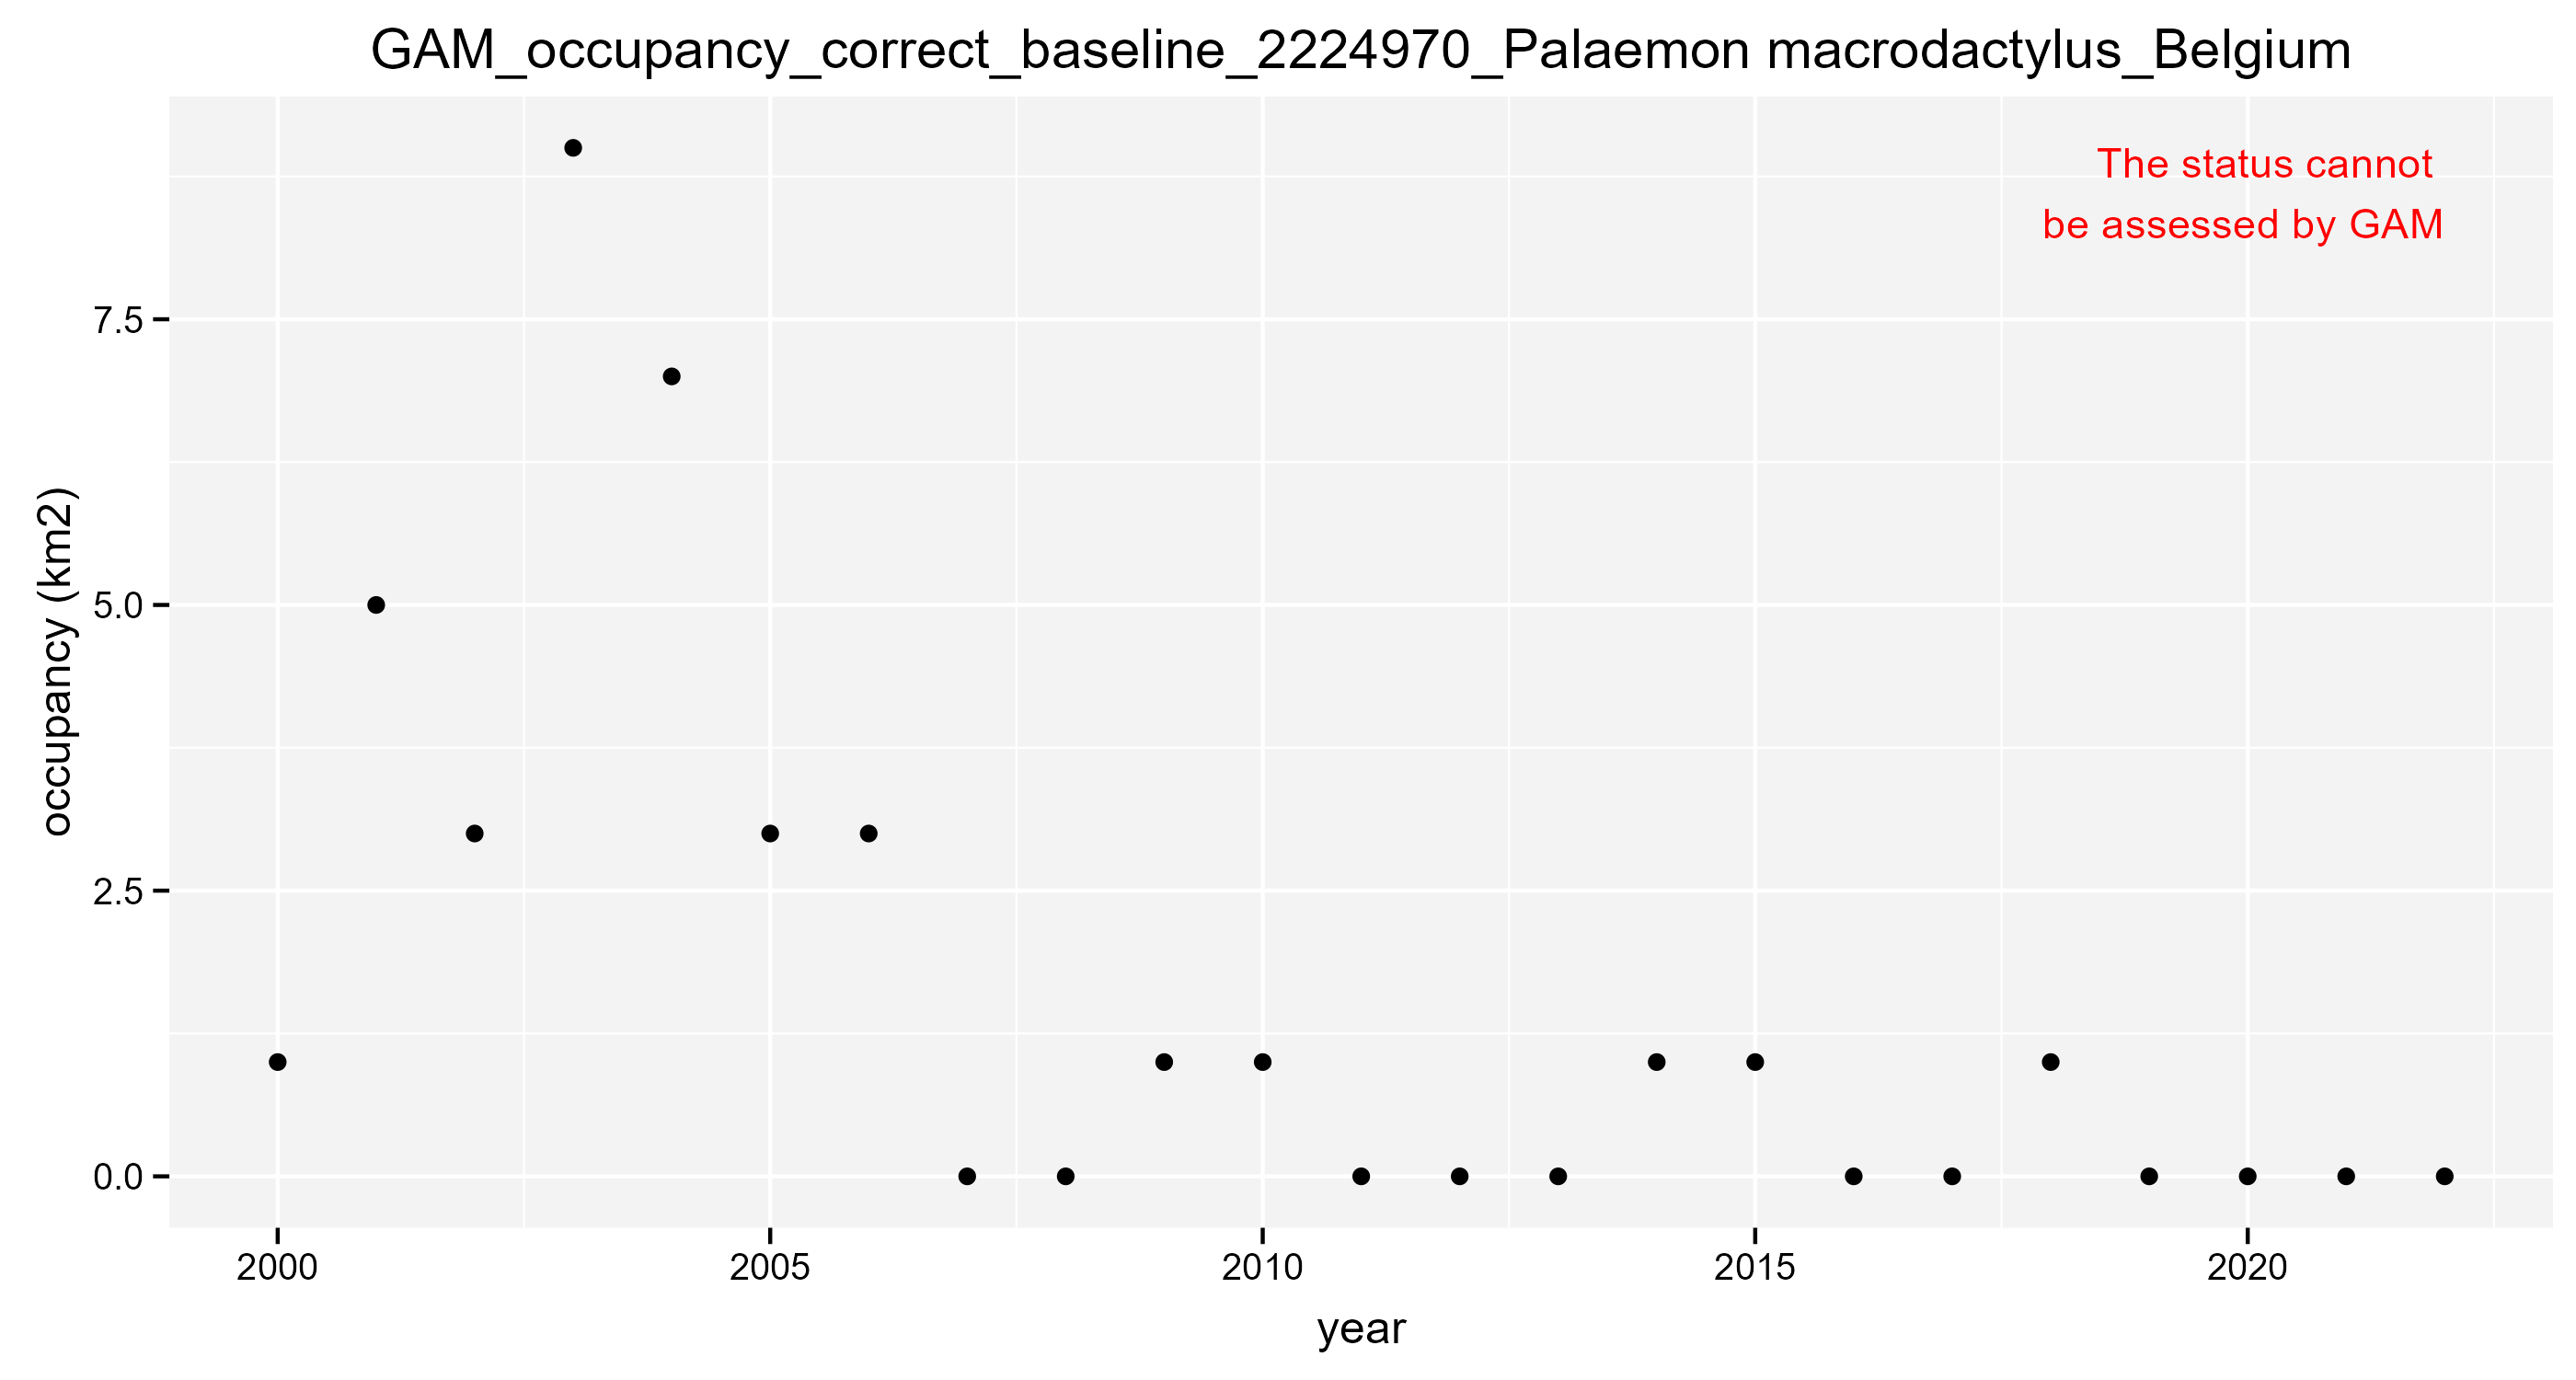 GAM_occupancy_correct_baseline_2224970_Palaemon macrodactylus_Belgium
The status cannot
be assessed by GAM
occupancy (km2)
7.5
5.0
2.5
0.0
2000
2005
2010
2015
2020
year